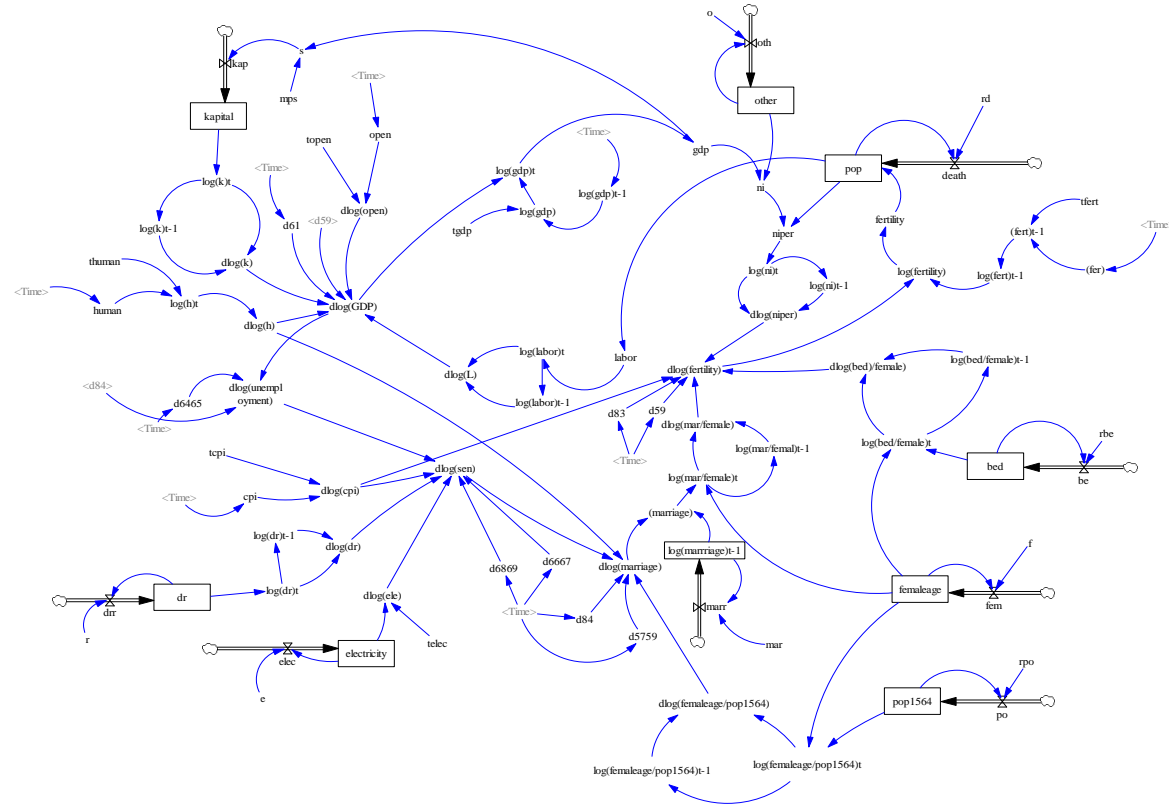 o
oth
s
kap
<Time>
mps
other
kapital
rd
topen
open
<Time>
gdp
pop
death
log(gdp)t
<Time>
log(k)t
<Time>
ni
log(gdp)t-1
tfert
dlog(open)
log(gdp)
<d59>
d61
tgdp
fertility
log(k)t-1
niper
(fert)t-1
<Time
dlog(k)
thuman
log(ni)t
log(fertility)
log(fert)t-1
(fer)
<Time>
log(ni)t-1
human
log(h)t
dlog(GDP)
dlog(niper)
dlog(h)
log(labor)t
labor
log(bed/female)t-1
dlog(L)
dlog(fertility)
dlog(bed)/female)
<d84>
dlog(unempl
oyment)
d6465
log(labor)t-1
<Time>
d83
d59
dlog(mar/female)
log(mar/femal)t-1
log(bed/female)t
rbe
tcpi
<Time>
dlog(sen)
bed
be
log(mar/female)t
<Time>
cpi
dlog(cpi)
(marriage)
log(dr)t-1
dlog(dr)
log(marrriage)t-1
f
d6869
d6667
dlog(marriage)
dr
log(dr)t
femaleage
fem
drr
dlog(ele)
<Time>
d84
marr
r
d5759
telec
mar
elec
electricity
rpo
e
dlog(femaleage/pop1564)
pop1564
po
log(femaleage/pop1564)t-1
log(femaleage/pop1564)t